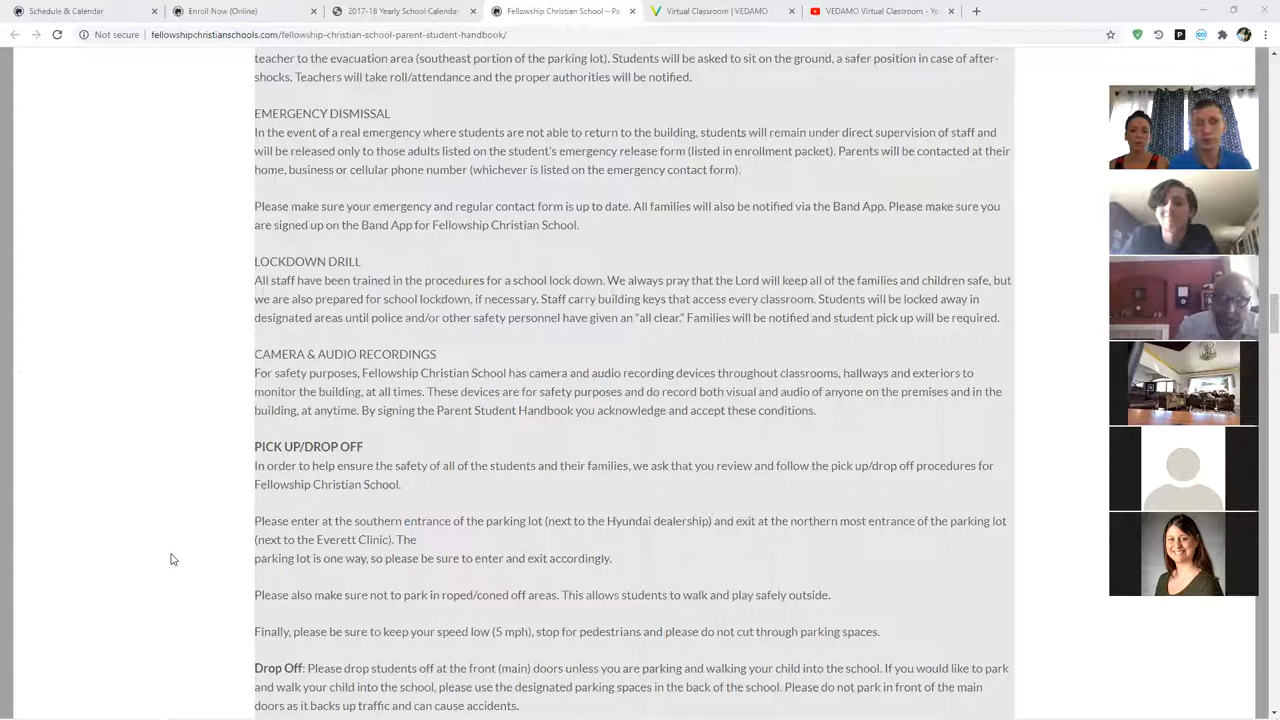 Schedule & Calendar
Enroll Now (Online)
2017-18 Yearly School Calendar
Fellowship Christian School – Pa
Virtual Classroom | VEDAMO
VEDAMO Virtual Classroom - Yo
Not secure
fellowshipchristianschools.com/fellowship-christian-school-parent-student-handbook/
teacher to the evacuation area (southeast portion of the parking lot). Students will be asked to sit on the ground, a safer position in case of after-
shocks. Teachers will take roll/attendance and the proper authorities will be notified.
EMERGENCY DISMISSAL
In the event of a real emergency where students are not able to return to the building, students will remain under direct supervision of staff and
will be released only to those adults listed on the student's emergency release form (listed in enrollment packet). Parents will be contacted at their
home, business or cellular phone number (whichever is listed on the emergency contact form).
Please make sure your emergency and regular contact form is up to date. All families will also be notified via the Band App. Please make sure you
are signed up on the Band App for Fellowship Christian School.
LOCKDOWN DRILL
All staff have been trained in the procedures for a school lock down. We always pray that the Lord will keep all of the families and children safe, but
we are also prepared for school lockdown, if necessary. Staff carry building keys that access every classroom. Students will be locked away in
designated areas until police and/or other safety personnel have given an "all clear." Families will be notified and student pick up will be required.
CAMERA & AUDIO RECORDINGS
For safety purposes, Fellowship Christian School has camera and audio recording devices throughout classrooms, hallways and exteriors to
monitor the building, at all times. These devices are for safety purposes and do record both visual and audio of anyone on the premises and in the
building, at anytime. By signing the Parent Student Handbook you acknowledge and accept these conditions.
PICK UP/DROP OFF
In order to help ensure the safety of all of the students and their families, we ask that you review and follow the pick up/drop off procedures for
Fellowship Christian School.
Please enter at the southern entrance of the parking lot (next to the Hyundai dealership) and exit at the northern most entrance of the parking lot
(next to the Everett Clinic). The
parking lot is one way, so please be sure to enter and exit accordingly.
Please also make sure not to park in roped/coned off areas. This allows students to walk and play safely outside.
Finally, please be sure to keep your speed low (5 mph), stop for pedestrians and please do not cut through parking spaces.
Drop Off: Please drop students off at the front (main) doors unless you are parking and walking your child into the school. If you would like to park
and walk your child into the school, please use the designated parking spaces in the back of the school. Please do not park in front of the main
doors as it backs up traffic and can cause accidents.